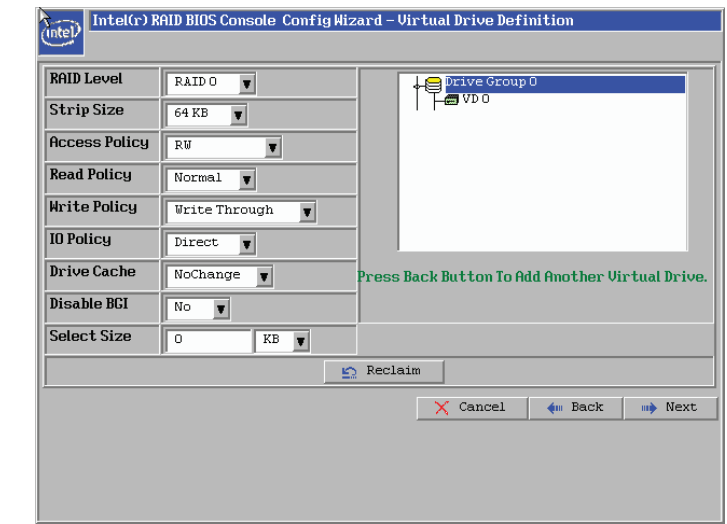 Intel(r) RAID BIOS Console Config Wizard – Virtual Drive Definition
intel
RAID Level RAID 0
Strip Size 64 KB
Access Policy RW
Read Policy Normal
Write Policy Write Through
IO Policy Direct
Drive Cache NoChange
Disable BGI No
Select Size 0 KB
Drive Group 0
VD 0
Press Back Button To Add Another Virtual Drive.
Reclaim
Cancel Back Next